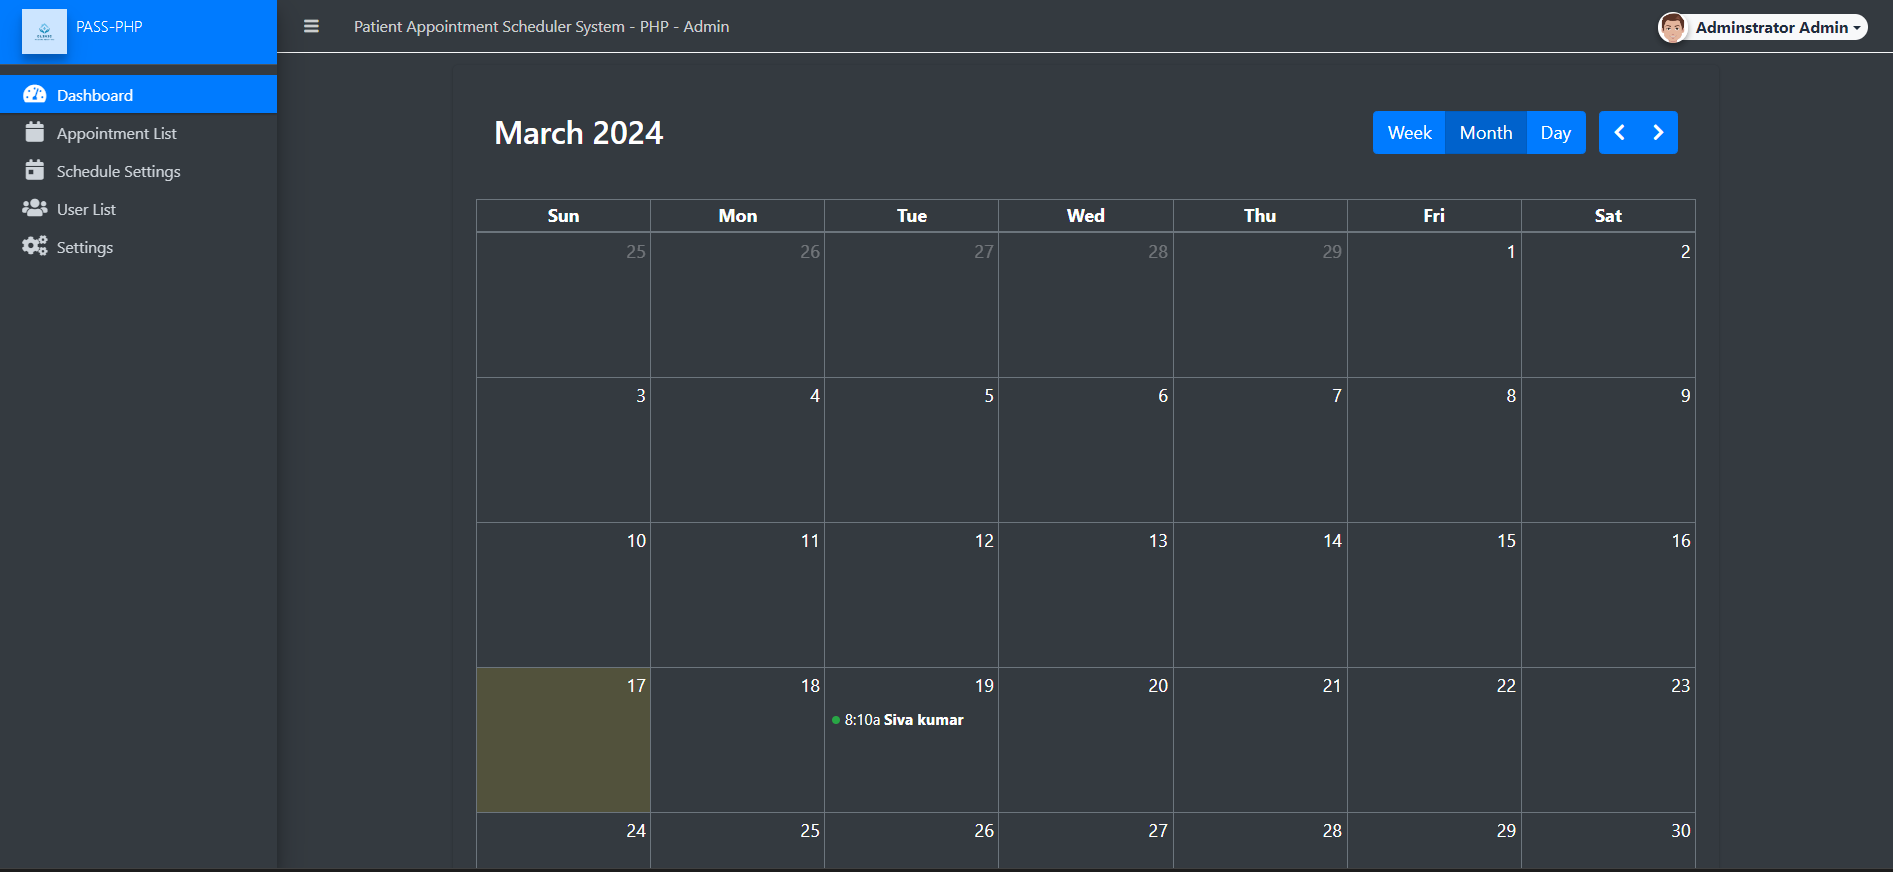 PASS-PHP
Patient Appointment Scheduler System - PHP - Admin
Adminstrator Admin
Dashboard
Appointment List
Schedule Settings
User List
Settings
March 2024
Week Month Day
Sun Mon Tue Wed Thu Fri Sat
25 26 27 28 29 1 2
3 4 5 6 7 8 9
10 11 12 13 14 15 16
17 18 19 20 21 22 23
8:10a Siva kumar
24 25 26 27 28 29 30